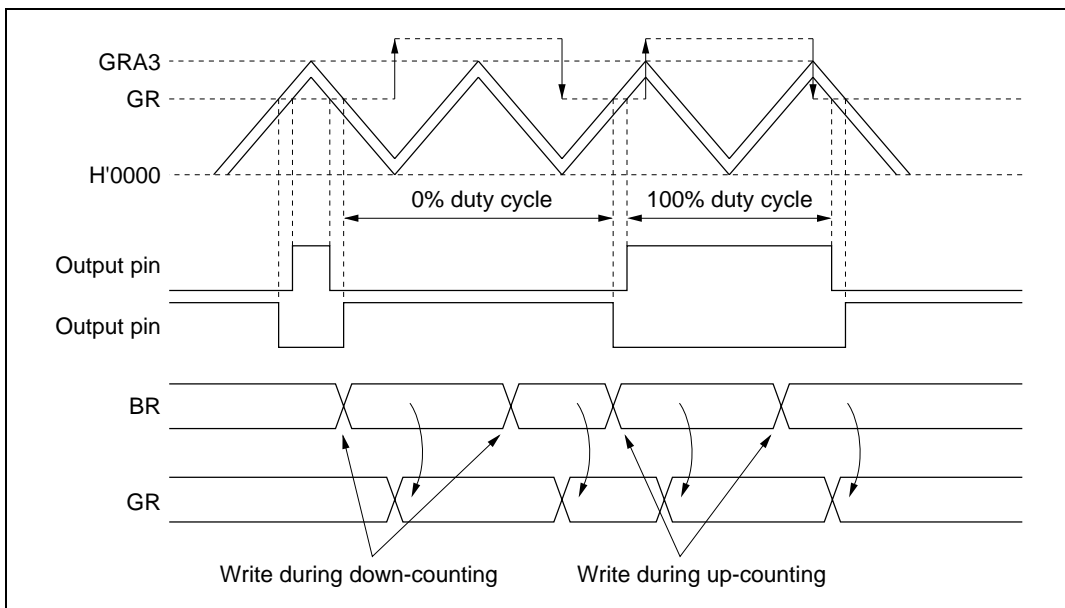 GRA3
GR
H'0000
0% duty cycle
100% duty cycle
Output pin
Output pin
BR
GR
Write during down-counting
Write during up-counting